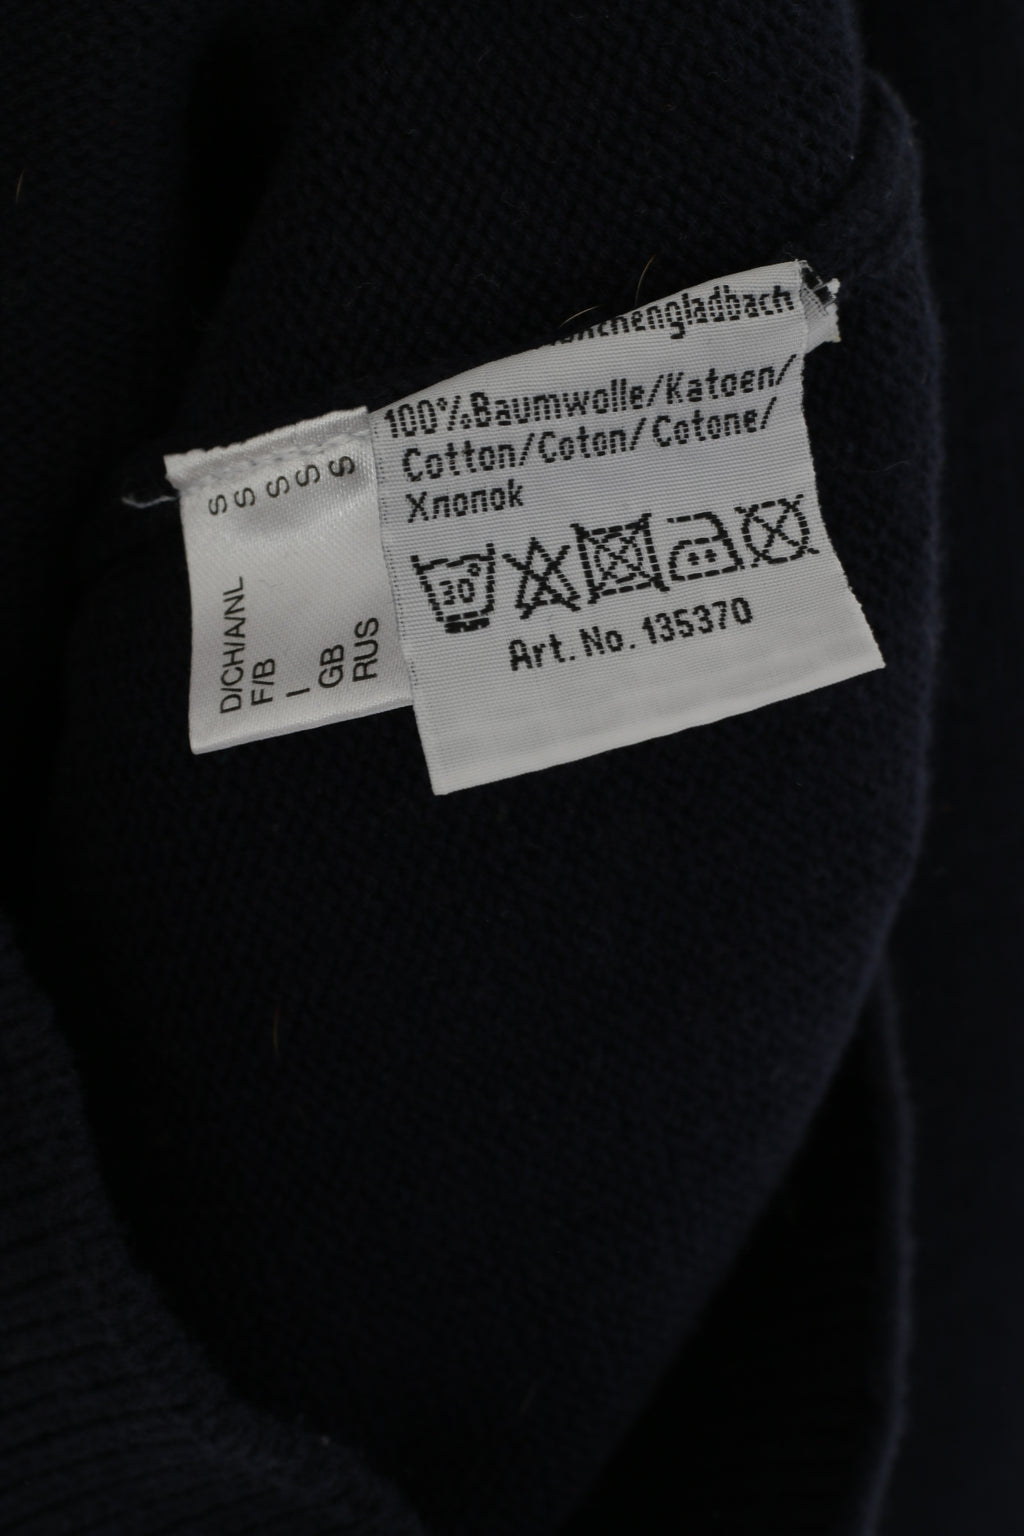 100%Baumwolle/Katoen/
Cotton/Coton/Cotone/
Хлопок
30°
Art. No. 135370
D/CH/A/NL S
F/B S
I S
GB S
RUS S